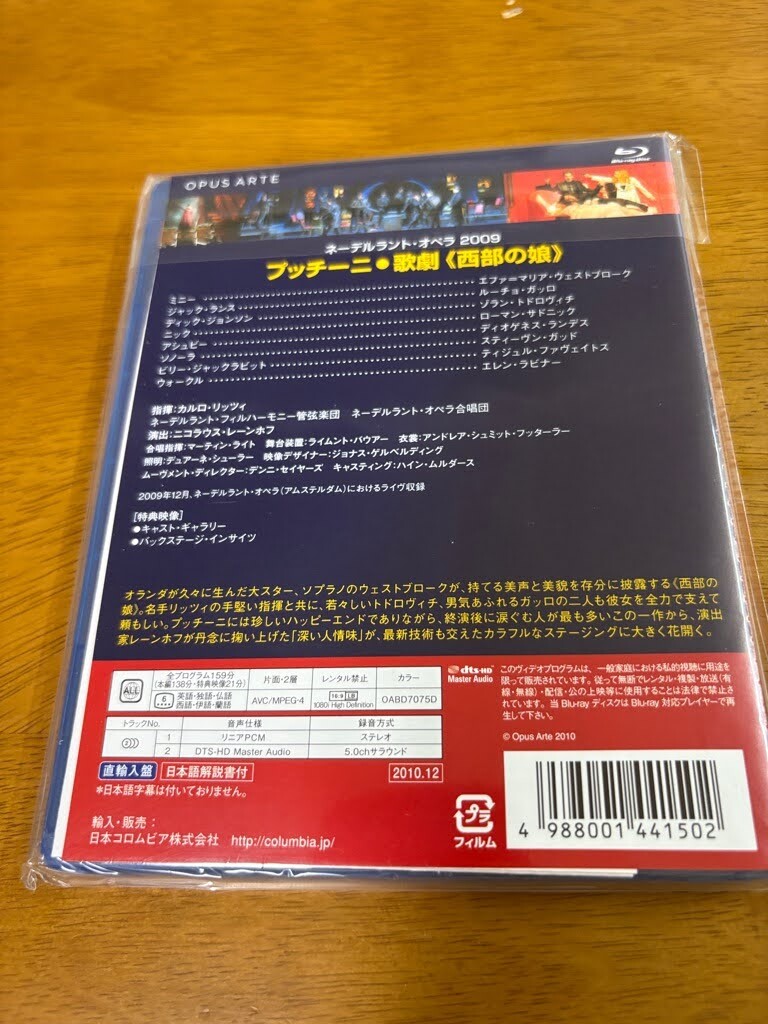 Blu-ray Disc
OPUS ARTE
ネーデルラント・オペラ 2009
プッチーニ●歌劇《西部の娘》
ミニー エファ=マリア・ウェストブローク
ジャック・ランス ルーチョ・ガッロ
ディック・ジョンソン ゾラン・トドロヴィチ
ニック ローマン・サドニック
アシュビー ディオゲネス・ランデス
ソノーラ スティーヴン・ガッド
ビリー・ジャックラビット ティジュル・ファヴェイトス
ウォークル エレン・ラビナー
指揮:カルロ・リッツィ
ネーデルラント・フィルハーモニー管弦楽団 ネーデルラント・オペラ合唱団
演出:ニコラウス・レーンホフ
合唱指揮:マーティン・ライト 舞台装置:ライムント・バウアー 衣裳:アンドレア・シュミット・フッターラー
照明:デュアーネ・シューラー 映像デザイナー:ジョナス・ゲルベルディング
ムーヴメント・ディレクター:デンニ・セイヤーズ キャスティング:ハイン・ムルダース
2009年12月、ネーデルラント・オペラ(アムステルダム)におけるライヴ収録
[特典映像]
●キャスト・ギャラリー
●バックステージ・インサイツ
オランダが久々に生んだ大スター、ソプラノのウェストブロークが、持てる美声と美貌を存分に披露する《西部の
娘》。名手リッツィの手堅い指揮と共に、若々しいトドロヴィチ、男気あふれるガッロの二人も彼女を全力で支えて
頼もしい。プッチーニには珍しいハッピーエンドでありながら、終演後に涙ぐむ人が最も多いこの一作から、演出
家レーンホフが丹念に掬い上げた「深い人情味」が、最新技術も交えたカラフルなステージングに大きく花開く。
ALL 全プログラム159分 片面・2層 レンタル禁止 カラー
(本編138分・特典映像21分)
6 英語・独語・仏語 AVC/MPEG-4 16:9 LB OABD7075D
西語・伊語・蘭語 1080i High Definition
トラックNo. 音声仕様 録音方式
1 リニアPCM ステレオ
2 DTS-HD Master Audio 5.0chサラウンド
直輸入盤 日本語解説書付 2010.12
*日本語字幕は付いておりません。
輸入・販売:
日本コロムビア株式会社 http://columbia.jp/
dts-HD
Master Audio
このヴィデオプログラムは、一般家庭における私的視聴に用途を
限って販売されています。従って無断でレンタル・複製・放送(有
線・無線)・配信・公の上映等に使用することは法律で禁止さ
れています。当 Blu-ray ディスクは Blu-ray 対応プレイヤーで再
生して下さい。
© Opus Arte 2010
プラ
フィルム
4 988001 441502